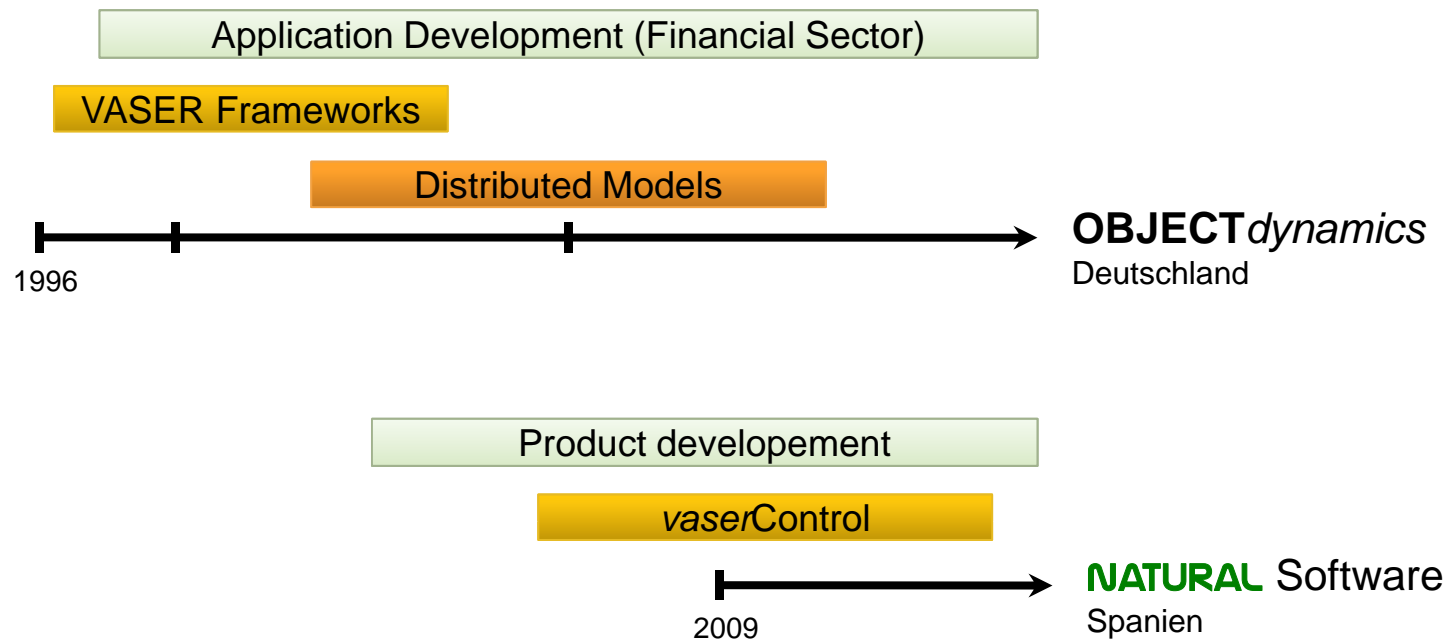 Application Development (Financial Sector)
VASER Frameworks
Distributed Models
OBJECTdynamics
Deutschland
1996
Product developement
vaserControl
NATURAL Software
Spanien
2009